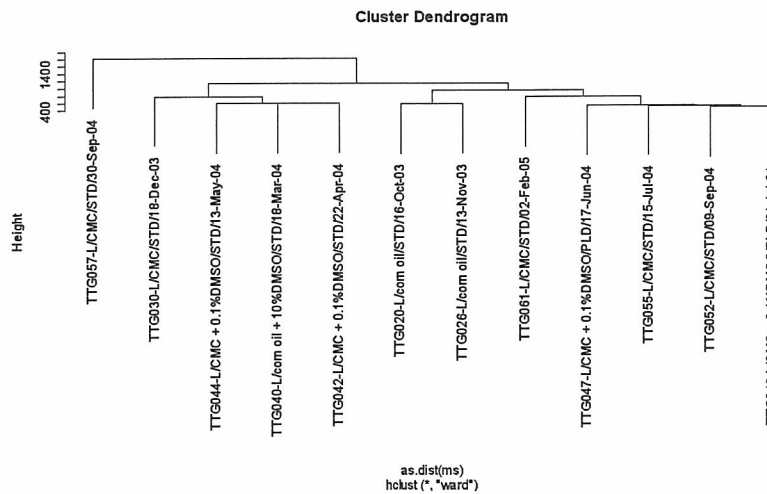 Cluster Dendrogram
1400
400
Height
TTG057-L/CMC/STD/30-Sep-04
TTG030-L/CMC/STD/18-Dec-03
TTG044-L/CMC + 0.1%DMSO/STD/13-May-04
TTG040-L/corn oil + 10%DMSO/STD/18-Mar-04
TTG042-L/CMC + 0.1%DMSO/STD/22-Apr-04
TTG020-L/corn oil/STD/16-Oct-03
TTG026-L/corn oil/STD/13-Nov-03
TTG061-L/CMC/STD/02-Feb-05
TTG047-L/CMC + 0.1%DMSO/PLD/17-Jun-04
TTG055-L/CMC/STD/15-Jul-04
TTG052-L/CMC/STD/09-Sep-04
as.dist(ms)
hclust (*, "ward")